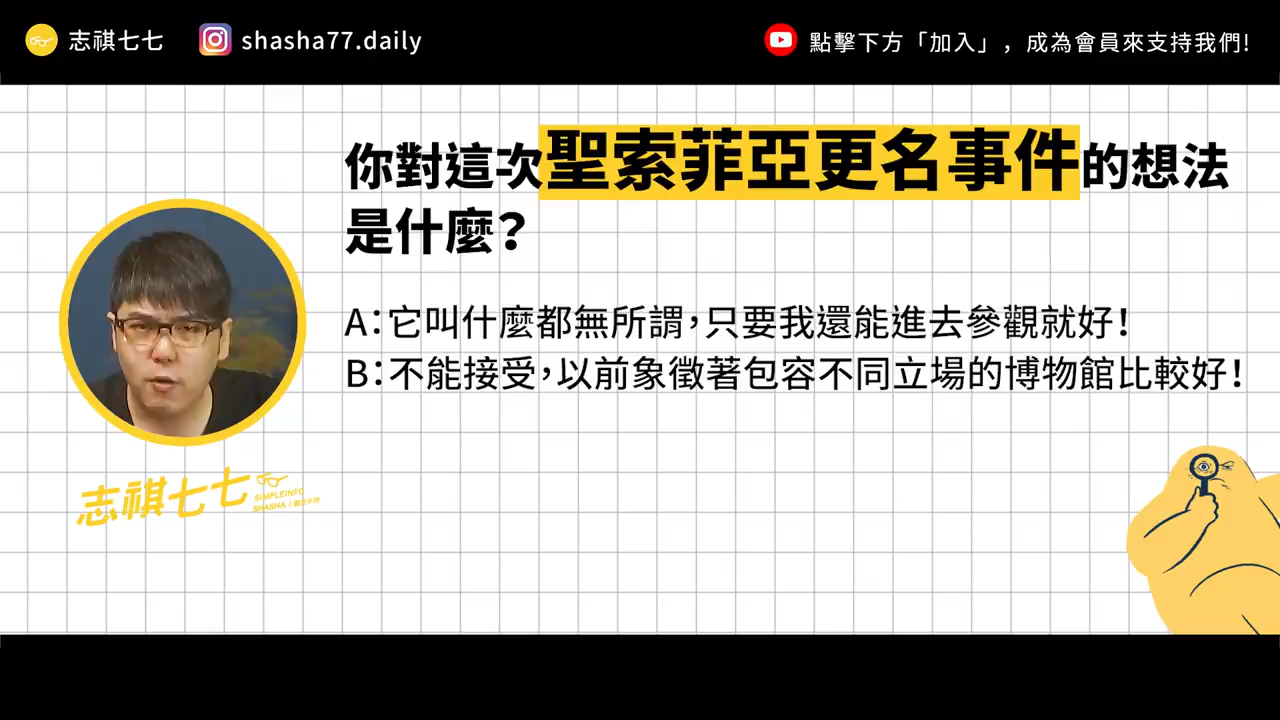 志祺七七
shasha77.daily
點擊下方「加入」，成為會員來支持我們!
你對這次聖索菲亞更名事件的想法
是什麼？
A：它叫什麼都無所謂，只要我還能進去參觀就好！
B：不能接受，以前象徵著包容不同立場的博物館比較好！
志祺七七
SIMPLEINFO